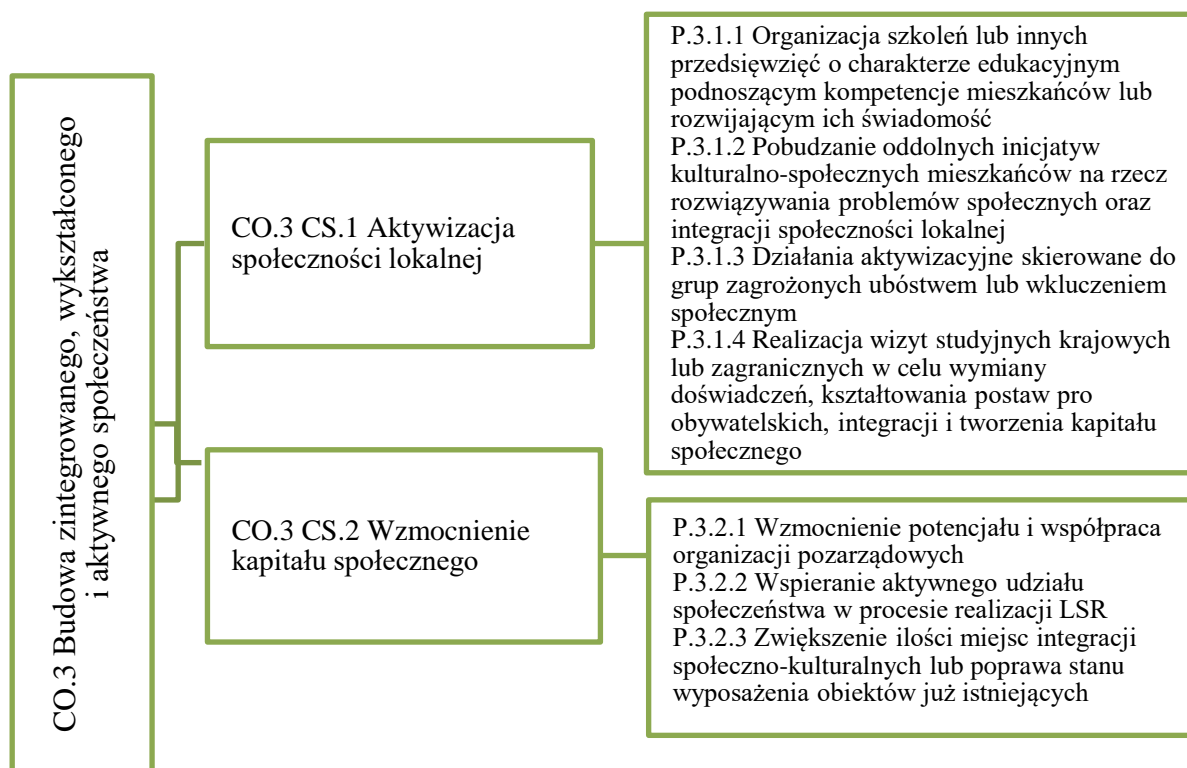 CO.3 Budowa zintegrowanego, wykształconego
i aktywnego społeczeństwa
CO.3 CS.1 Aktywizacja
społeczności lokalnej
P.3.1.1 Organizacja szkoleń lub innych
przedsięwzięć o charakterze edukacyjnym
podnoszącym kompetencje mieszkańców lub
rozwijającym ich świadomość
P.3.1.2 Pobudzanie oddolnych inicjatyw
kulturalno-społecznych mieszkańców na rzecz
rozwiązywania problemów społecznych oraz
integracji społeczności lokalnej
P.3.1.3 Działania aktywizacyjne skierowane do
grup zagrożonych ubóstwem lub wkluczeniem
społecznym
P.3.1.4 Realizacja wizyt studyjnych krajowych
lub zagranicznych w celu wymiany
doświadczeń, kształtowania postaw pro
obywatelskich, integracji i tworzenia kapitału
społecznego
CO.3 CS.2 Wzmocnienie
kapitału społecznego
P.3.2.1 Wzmocnienie potencjału i współpraca
organizacji pozarządowych
P.3.2.2 Wspieranie aktywnego udziału
społeczeństwa w procesie realizacji LSR
P.3.2.3 Zwiększenie ilości miejsc integracji
społeczno-kulturalnych lub poprawa stanu
wyposażenia obiektów już istniejących